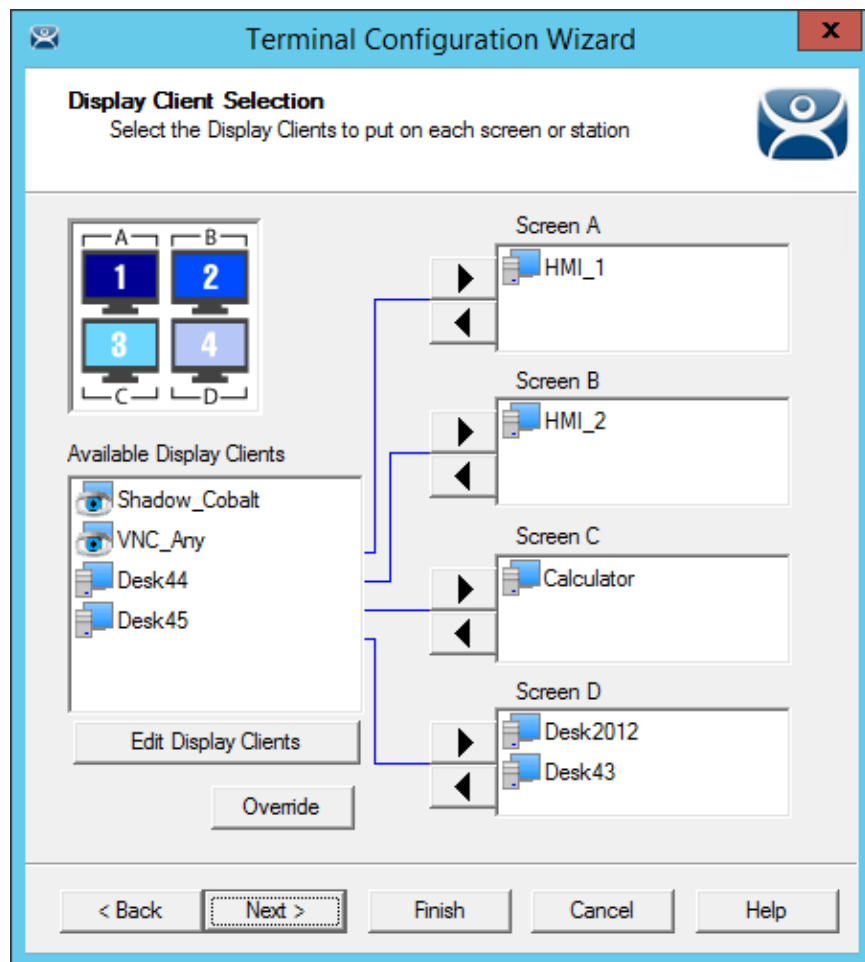 Terminal Configuration Wizard
x
Display Client Selection
Select the Display Clients to put on each screen or station
A B
1 2
3 4
C D
Available Display Clients
Shadow_Cobalt
VNC_Any
Desk44
Desk45
Edit Display Clients
Override
Screen A
HMI_1
Screen B
HMI_2
Screen C
Calculator
Screen D
Desk2012
Desk43
< Back Next > Finish Cancel Help